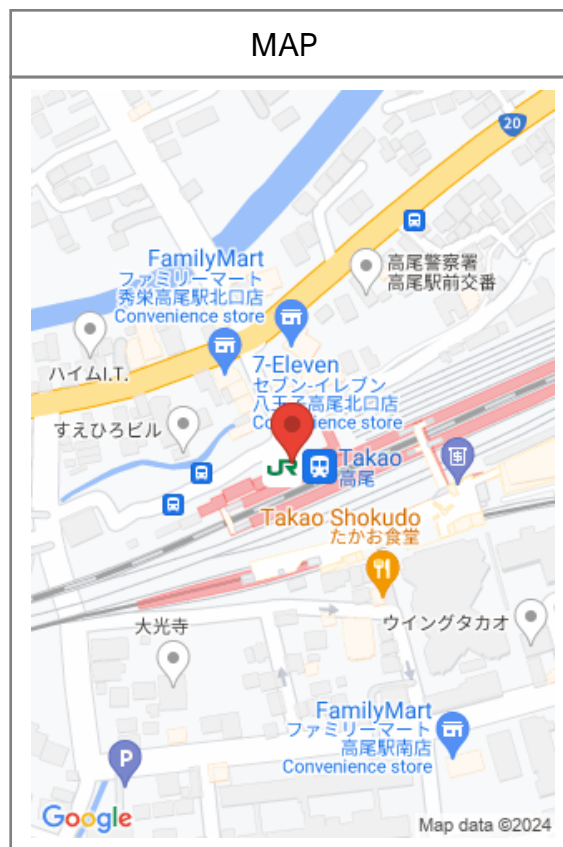 MAP
20
FamilyMart
ファミリーマート
秀栄高尾駅北口店
Convenience store
高尾警察署
高尾駅前交番
ハイムI.T.
7-Eleven
セブン-イレブン
八王子高尾北口店
Convenience store
すえひろビル
JR
Takao
高尾
Takao Shokudo
たかお食堂
大光寺
ウイングタカオ
FamilyMart
ファミリーマート
高尾駅南店
Convenience store
P
Google
Map data ©2024